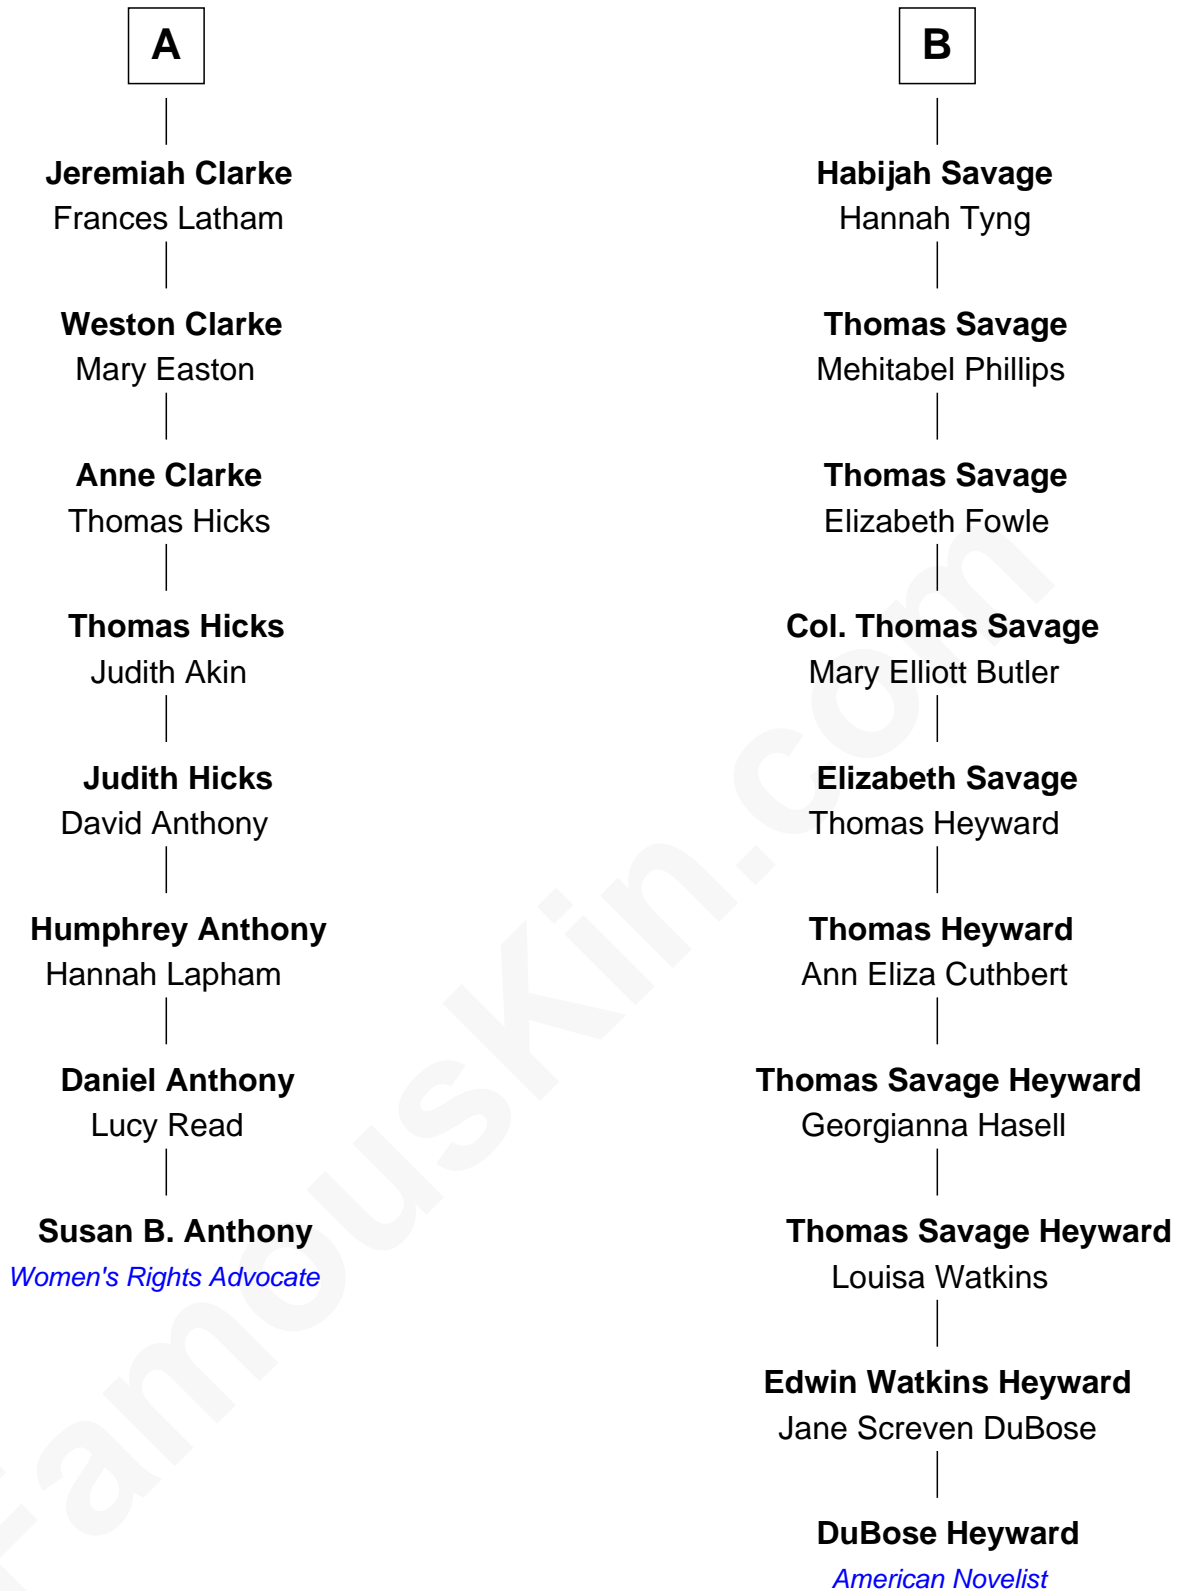 A
Jeremiah Clarke
Frances Latham
Weston Clarke
Mary Easton
Anne Clarke
Thomas Hicks
Thomas Hicks
Judith Akin
Judith Hicks
David Anthony
Humphrey Anthony
Hannah Lapham
Daniel Anthony
Lucy Read
Susan B. Anthony
Women's Rights Advocate
B
Habijah Savage
Hannah Tyng
Thomas Savage
Mehitabel Phillips
Thomas Savage
Elizabeth Fowle
Col. Thomas Savage
Mary Elliott Butler
Elizabeth Savage
Thomas Heyward
Thomas Heyward
Ann Eliza Cuthbert
Thomas Savage Heyward
Georgianna Hasell
Thomas Savage Heyward
Louisa Watkins
Edwin Watkins Heyward
Jane Screven DuBose
DuBose Heyward
American Novelist
FamousKin.com